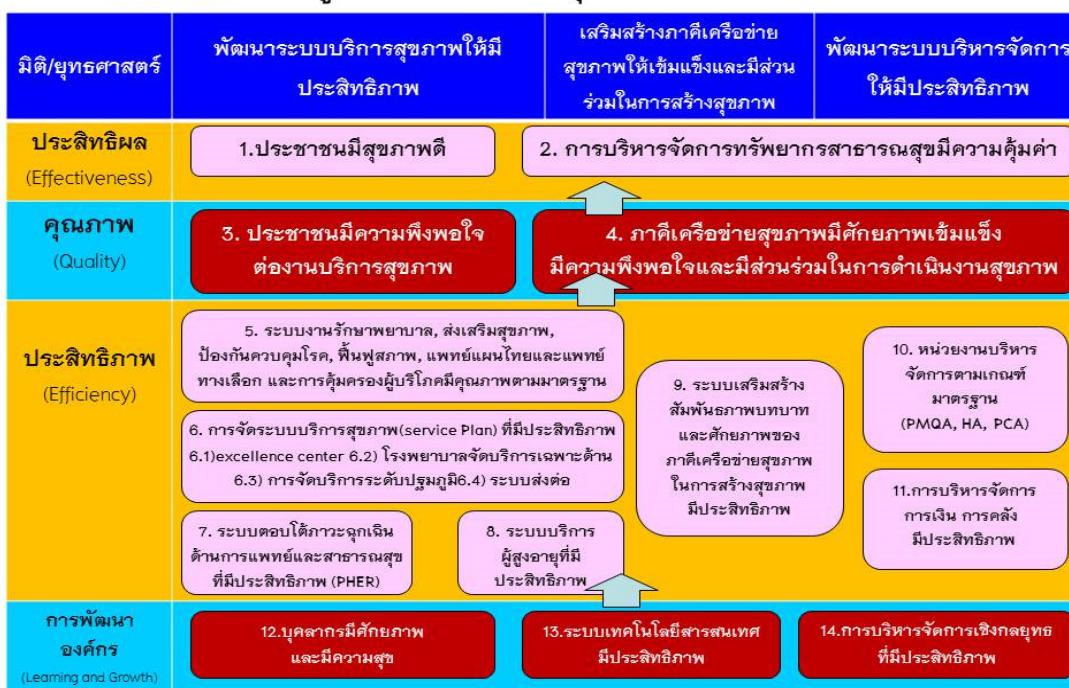 มิติ/ยุทธศาสตร์
พัฒนาระบบบริการสุขภาพให้มี
ประสิทธิภาพ
เสริมสร้างภาคีเครือข่าย
สุขภาพให้เข้มแข็งและมีส่วน
ร่วมในการสร้างสุขภาพ
พัฒนาระบบบริหารจัดการ
ให้มีประสิทธิภาพ
ประสิทธิผล
(Effectiveness)
1.ประชาชนมีสุขภาพดี
2. การบริหารจัดการทรัพยากรสาธารณสุขมีความคุ้มค่า
คุณภาพ
(Quality)
3. ประชาชนมีความพึงพอใจ
ต่องานบริการสุขภาพ
4. ภาคีเครือข่ายสุขภาพมีศักยภาพเข้มแข็ง
มีความพึงพอใจและมีส่วนร่วมในการดำเนินงานสุขภาพ
ประสิทธิภาพ
(Efficiency)
5. ระบบงานรักษาพยาบาล, ส่งเสริมสุขภาพ,
ป้องกันควบคุมโรค, ฟื้นฟูสภาพ, แพทย์แผนไทยและแพทย์
ทางเลือก และการคุ้มครองผู้บริโภคมีคุณภาพตามมาตรฐาน
6. การจัดระบบบริการสุขภาพ(service Plan) ที่มีประสิทธิภาพ
6.1)excellence center 6.2) โรงพยาบาลจัดบริการเฉพาะด้าน
6.3) การจัดบริการระดับปฐมภูมิ6.4) ระบบส่งต่อ
7. ระบบตอบโต้ภาวะฉุกเฉิน
ด้านการแพทย์และสาธารณสุข
ที่มีประสิทธิภาพ (PHER)
8. ระบบบริการ
ผู้สูงอายุที่มี
ประสิทธิภาพ
9. ระบบเสริมสร้าง
สัมพันธภาพบทบาท
และศักยภาพของ
ภาคีเครือข่ายสุขภาพ
ในการสร้างสุขภาพ
มีประสิทธิภาพ
10. หน่วยงานบริหาร
จัดการตามเกณฑ์
มาตรฐาน
(PMQA, HA, PCA)
11.การบริหารจัดการ
การเงิน การคลัง
มีประสิทธิภาพ
การพัฒนา
องค์กร
(Learning and Growth)
12.บุคลากรมีศักยภาพ
และมีความสุข
13.ระบบเทคโนโลยีสารสนเทศ
มีประสิทธิภาพ
14.การบริหารจัดการเชิงกลยุทธ
ที่มีประสิทธิภาพ